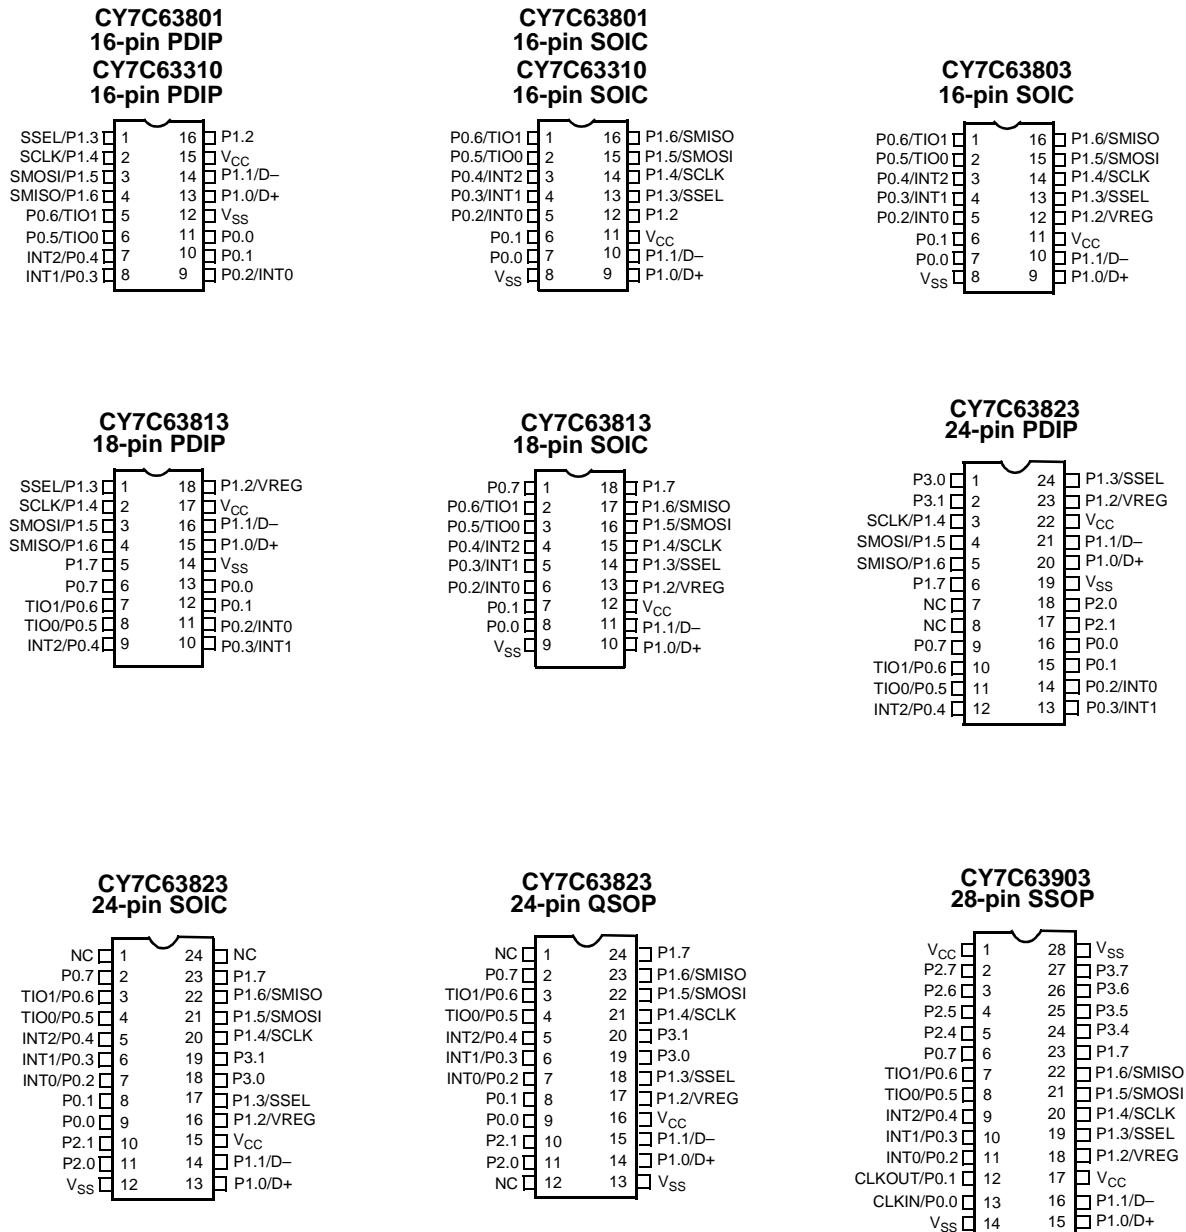 CY7C63801
16-pin PDIP
CY7C63310
16-pin PDIP
SSEL/P1.3 1 16 P1.2
SCLK/P1.4 2 15 VCC
SMOSI/P1.5 3 14 P1.1/D–
SMISO/P1.6 4 13 P1.0/D+
P0.6/TIO1 5 12 VSS
P0.5/TIO0 6 11 P0.0
INT2/P0.4 7 10 P0.1
INT1/P0.3 8 9 P0.2/INT0
CY7C63801
16-pin SOIC
CY7C63310
16-pin SOIC
P0.6/TIO1 1 16 P1.6/SMISO
P0.5/TIO0 2 15 P1.5/SMOSI
P0.4/INT2 3 14 P1.4/SCLK
P0.3/INT1 4 13 P1.3/SSEL
P0.2/INT0 5 12 P1.2
P0.1 6 11 VCC
P0.0 7 10 P1.1/D–
VSS 8 9 P1.0/D+
CY7C63803
16-pin SOIC
P0.6/TIO1 1 16 P1.6/SMISO
P0.5/TIO0 2 15 P1.5/SMOSI
P0.4/INT2 3 14 P1.4/SCLK
P0.3/INT1 4 13 P1.3/SSEL
P0.2/INT0 5 12 P1.2/VREG
P0.1 6 11 VCC
P0.0 7 10 P1.1/D–
VSS 8 9 P1.0/D+
CY7C63813
18-pin PDIP
SSEL/P1.3 1 18 P1.2/VREG
SCLK/P1.4 2 17 VCC
SMOSI/P1.5 3 16 P1.1/D–
SMISO/P1.6 4 15 P1.0/D+
P1.7 5 14 VSS
P0.7 6 13 P0.0
TIO1/P0.6 7 12 P0.1
TIO0/P0.5 8 11 P0.2/INT0
INT2/P0.4 9 10 P0.3/INT1
CY7C63813
18-pin SOIC
P0.7 1 18 P1.7
P0.6/TIO1 2 17 P1.6/SMISO
P0.5/TIO0 3 16 P1.5/SMOSI
P0.4/INT2 4 15 P1.4/SCLK
P0.3/INT1 5 14 P1.3/SSEL
P0.2/INT0 6 13 P1.2/VREG
P0.1 7 12 VCC
P0.0 8 11 P1.1/D–
VSS 9 10 P1.0/D+
CY7C63823
24-pin PDIP
P3.0 1 24 P1.3/SSEL
P3.1 2 23 P1.2/VREG
SCLK/P1.4 3 22 VCC
SMOSI/P1.5 4 21 P1.1/D–
SMISO/P1.6 5 20 P1.0/D+
P1.7 6 19 VSS
NC 7 18 P2.0
NC 8 17 P2.1
P0.7 9 16 P0.0
TIO1/P0.6 10 15 P0.1
TIO0/P0.5 11 14 P0.2/INT0
INT2/P0.4 12 13 P0.3/INT1
CY7C63823
24-pin SOIC
NC 1 24 NC
P0.7 2 23 P1.7
TIO1/P0.6 3 22 P1.6/SMISO
TIO0/P0.5 4 21 P1.5/SMOSI
INT2/P0.4 5 20 P1.4/SCLK
INT1/P0.3 6 19 P3.1
INT0/P0.2 7 18 P3.0
P0.1 8 17 P1.3/SSEL
P0.0 9 16 P1.2/VREG
P2.1 10 15 VCC
P2.0 11 14 P1.1/D–
VSS 12 13 P1.0/D+
CY7C63823
24-pin QSOP
NC 1 24 P1.7
P0.7 2 23 P1.6/SMISO
TIO1/P0.6 3 22 P1.5/SMOSI
TIO0/P0.5 4 21 P1.4/SCLK
INT2/P0.4 5 20 P3.1
INT1/P0.3 6 19 P3.0
INT0/P0.2 7 18 P1.3/SSEL
P0.1 8 17 P1.2/VREG
P0.0 9 16 VCC
P2.1 10 15 P1.1/D–
P2.0 11 14 P1.0/D+
NC 12 13 VSS
CY7C63903
28-pin SSOP
VCC 1 28 VSS
P2.7 2 27 P3.7
P2.6 3 26 P3.6
P2.5 4 25 P3.5
P2.4 5 24 P3.4
P0.7 6 23 P1.7
TIO1/P0.6 7 22 P1.6/SMISO
TIO0/P0.5 8 21 P1.5/SMOSI
INT2/P0.4 9 20 P1.4/SCLK
INT1/P0.3 10 19 P1.3/SSEL
INT0/P0.2 11 18 P1.2/VREG
CLKOUT/P0.1 12 17 VCC
CLKIN/P0.0 13 16 P1.1/D–
VSS 14 15 P1.0/D+